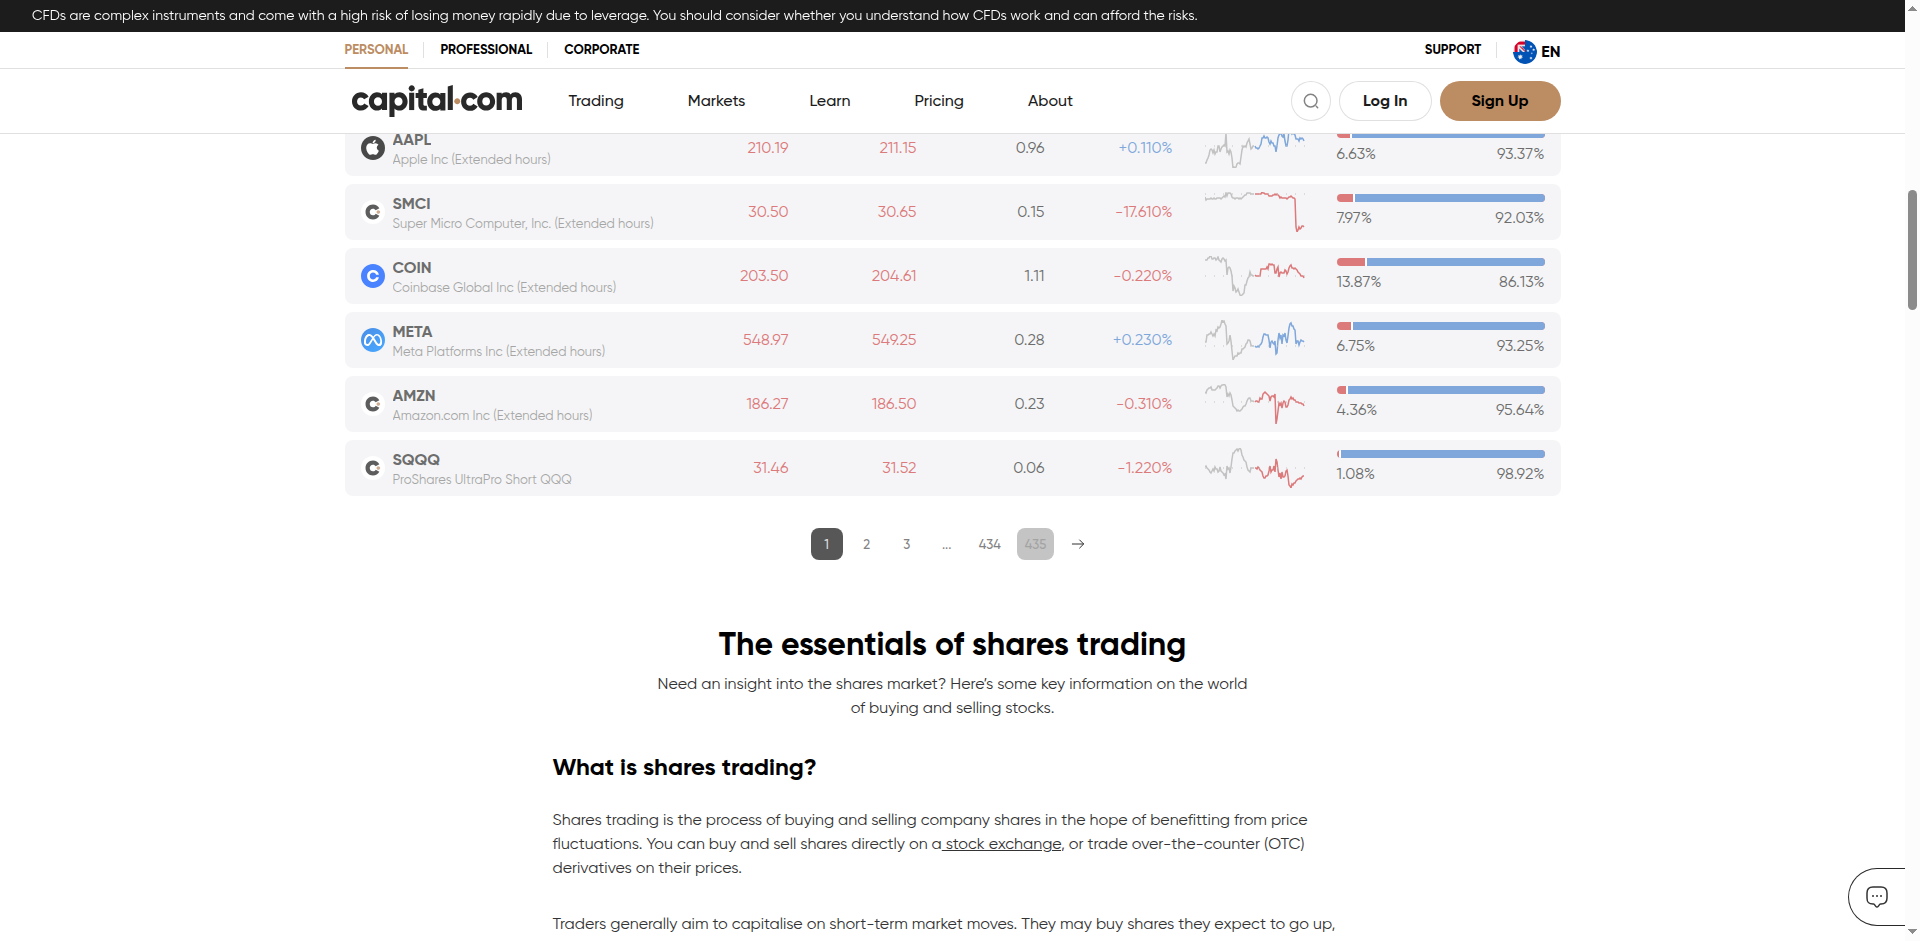 CFDs are complex instruments and come with a high risk of losing money rapidly due to leverage. You should consider whether you understand how CFDs work and can afford the risks.
PERSONAL PROFESSIONAL CORPORATE SUPPORT EN
capital.com Trading Markets Learn Pricing About Log In Sign Up
AAPL
Apple Inc (Extended hours) 210.19 211.15 0.96 +0.110% 6.63% 93.37%
SMCI
Super Micro Computer, Inc. (Extended hours) 30.50 30.65 0.15 -17.610% 7.97% 92.03%
COIN
Coinbase Global Inc (Extended hours) 203.50 204.61 1.11 -0.220% 13.87% 86.13%
META
Meta Platforms Inc (Extended hours) 548.97 549.25 0.28 +0.230% 6.75% 93.25%
AMZN
Amazon.com Inc (Extended hours) 186.27 186.50 0.23 -0.310% 4.36% 95.64%
SQQQ
ProShares UltraPro Short QQQ 31.46 31.52 0.06 -1.220% 1.08% 98.92%
1 2 3 ... 434 435
The essentials of shares trading
Need an insight into the shares market? Here's some key information on the world
of buying and selling stocks.
What is shares trading?
Shares trading is the process of buying and selling company shares in the hope of benefitting from price
fluctuations. You can buy and sell shares directly on a stock exchange, or trade over-the-counter (OTC)
derivatives on their prices.
Traders generally aim to capitalise on short-term market moves. They may buy shares they expect to go up,